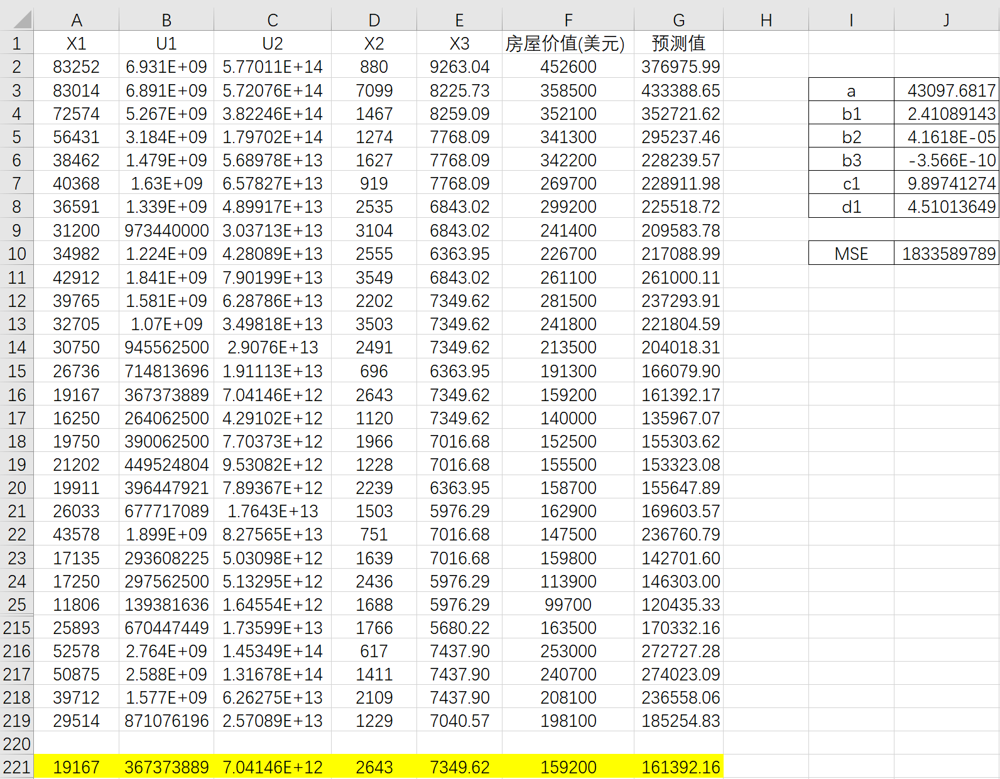 A B C D E F G H I J
1 X1 U1 U2 X2 X3 房屋价值(美元) 预测值
2 83252 6.931E+09 5.77011E+14 880 9263.04 452600 376975.99
3 83014 6.891E+09 5.72076E+14 7099 8225.73 358500 433388.65 a 43097.6817
4 72574 5.267E+09 3.82246E+14 1467 8259.09 352100 352721.62 b1 2.41089143
5 56431 3.184E+09 1.79702E+14 1274 7768.09 341300 295237.46 b2 4.1618E-05
6 38462 1.479E+09 5.68978E+13 1627 7768.09 342200 228239.57 b3 -3.566E-10
7 40368 1.63E+09 6.57827E+13 919 7768.09 269700 228911.98 c1 9.89741274
8 36591 1.339E+09 4.89917E+13 2535 6843.02 299200 225518.72 d1 4.51013649
9 31200 973440000 3.03713E+13 3104 6843.02 241400 209583.78
10 34982 1.224E+09 4.28089E+13 2555 6363.95 226700 217088.99 MSE 1833589789
11 42912 1.841E+09 7.90199E+13 3549 6843.02 261100 261000.11
12 39765 1.581E+09 6.28786E+13 2202 7349.62 281500 237293.91
13 32705 1.07E+09 3.49818E+13 3503 7349.62 241800 221804.59
14 30750 945562500 2.9076E+13 2491 7349.62 213500 204018.31
15 26736 714813696 1.91113E+13 696 6363.95 191300 166079.90
16 19167 367373889 7.04146E+12 2643 7349.62 159200 161392.17
17 16250 264062500 4.29102E+12 1120 7349.62 140000 135967.07
18 19750 390062500 7.70373E+12 1966 7016.68 152500 155303.62
19 21202 449524804 9.53082E+12 1228 7016.68 155500 153323.08
20 19911 396447921 7.89367E+12 2239 6363.95 158700 155647.89
21 26033 677717089 1.7643E+13 1503 5976.29 162900 169603.57
22 43578 1.899E+09 8.27565E+13 751 7016.68 147500 236760.79
23 17135 293608225 5.03098E+12 1639 7016.68 159800 142701.60
24 17250 297562500 5.13295E+12 2436 5976.29 113900 146303.00
25 11806 139381636 1.64554E+12 1688 5976.29 99700 120435.33
215 25893 670447449 1.73599E+13 1766 5680.22 163500 170332.16
216 52578 2.764E+09 1.45349E+14 617 7437.90 253000 272727.28
217 50875 2.588E+09 1.31678E+14 1411 7437.90 240700 274023.09
218 39712 1.577E+09 6.26275E+13 2109 7437.90 208100 236558.06
219 29514 871076196 2.57089E+13 1229 7040.57 198100 185254.83
220
221 19167 367373889 7.04146E+12 2643 7349.62 159200 161392.16